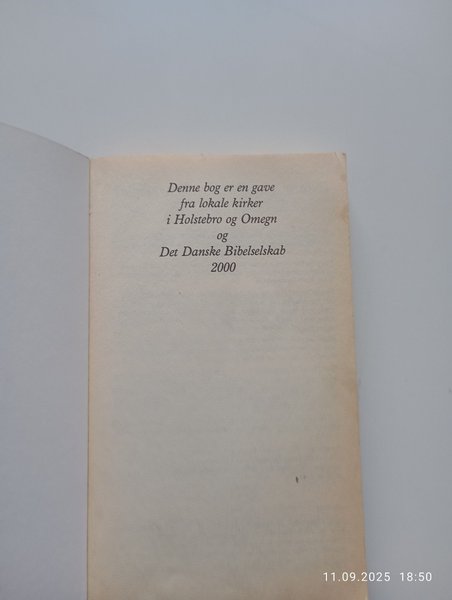 Denne bog er en gave
fra lokale kirker
i Holstebro og Omegn
og
Det Danske Bibelselskab
2000
11.09.2025 18:50